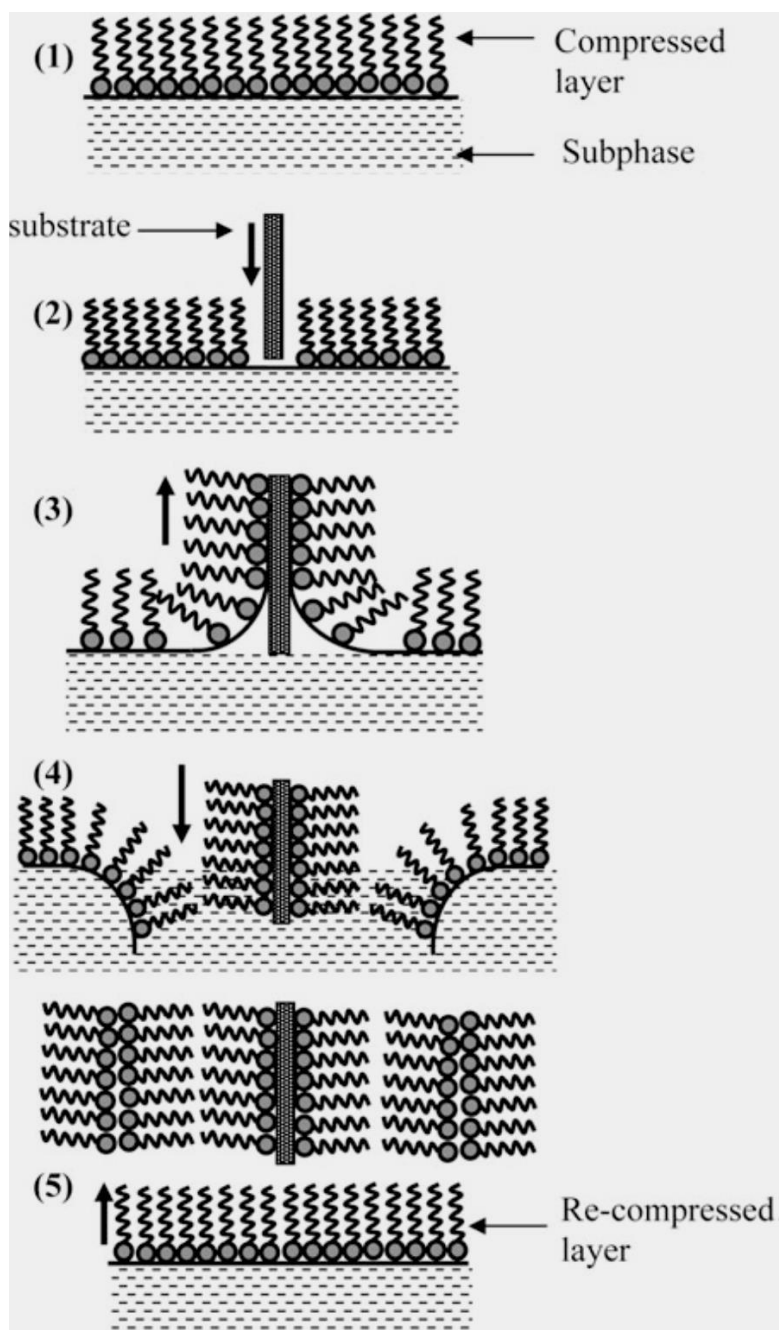 (1)
Compressed
layer
Subphase
substrate
(2)
(3)
(4)
(5)
Re-compressed
layer